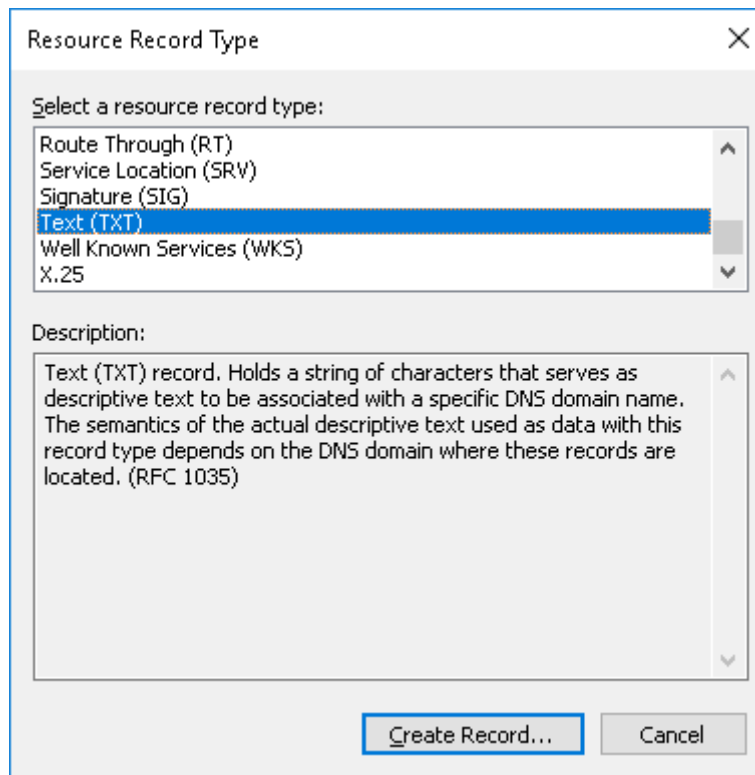 Resource Record Type
Select a resource record type:
Route Through (RT)
Service Location (SRV)
Signature (SIG)
Text (TXT)
Well Known Services (WKS)
X.25
Description:
Text (TXT) record. Holds a string of characters that serves as
descriptive text to be associated with a specific DNS domain name.
The semantics of the actual descriptive text used as data with this
record type depends on the DNS domain where these records are
located. (RFC 1035)
Create Record...
Cancel